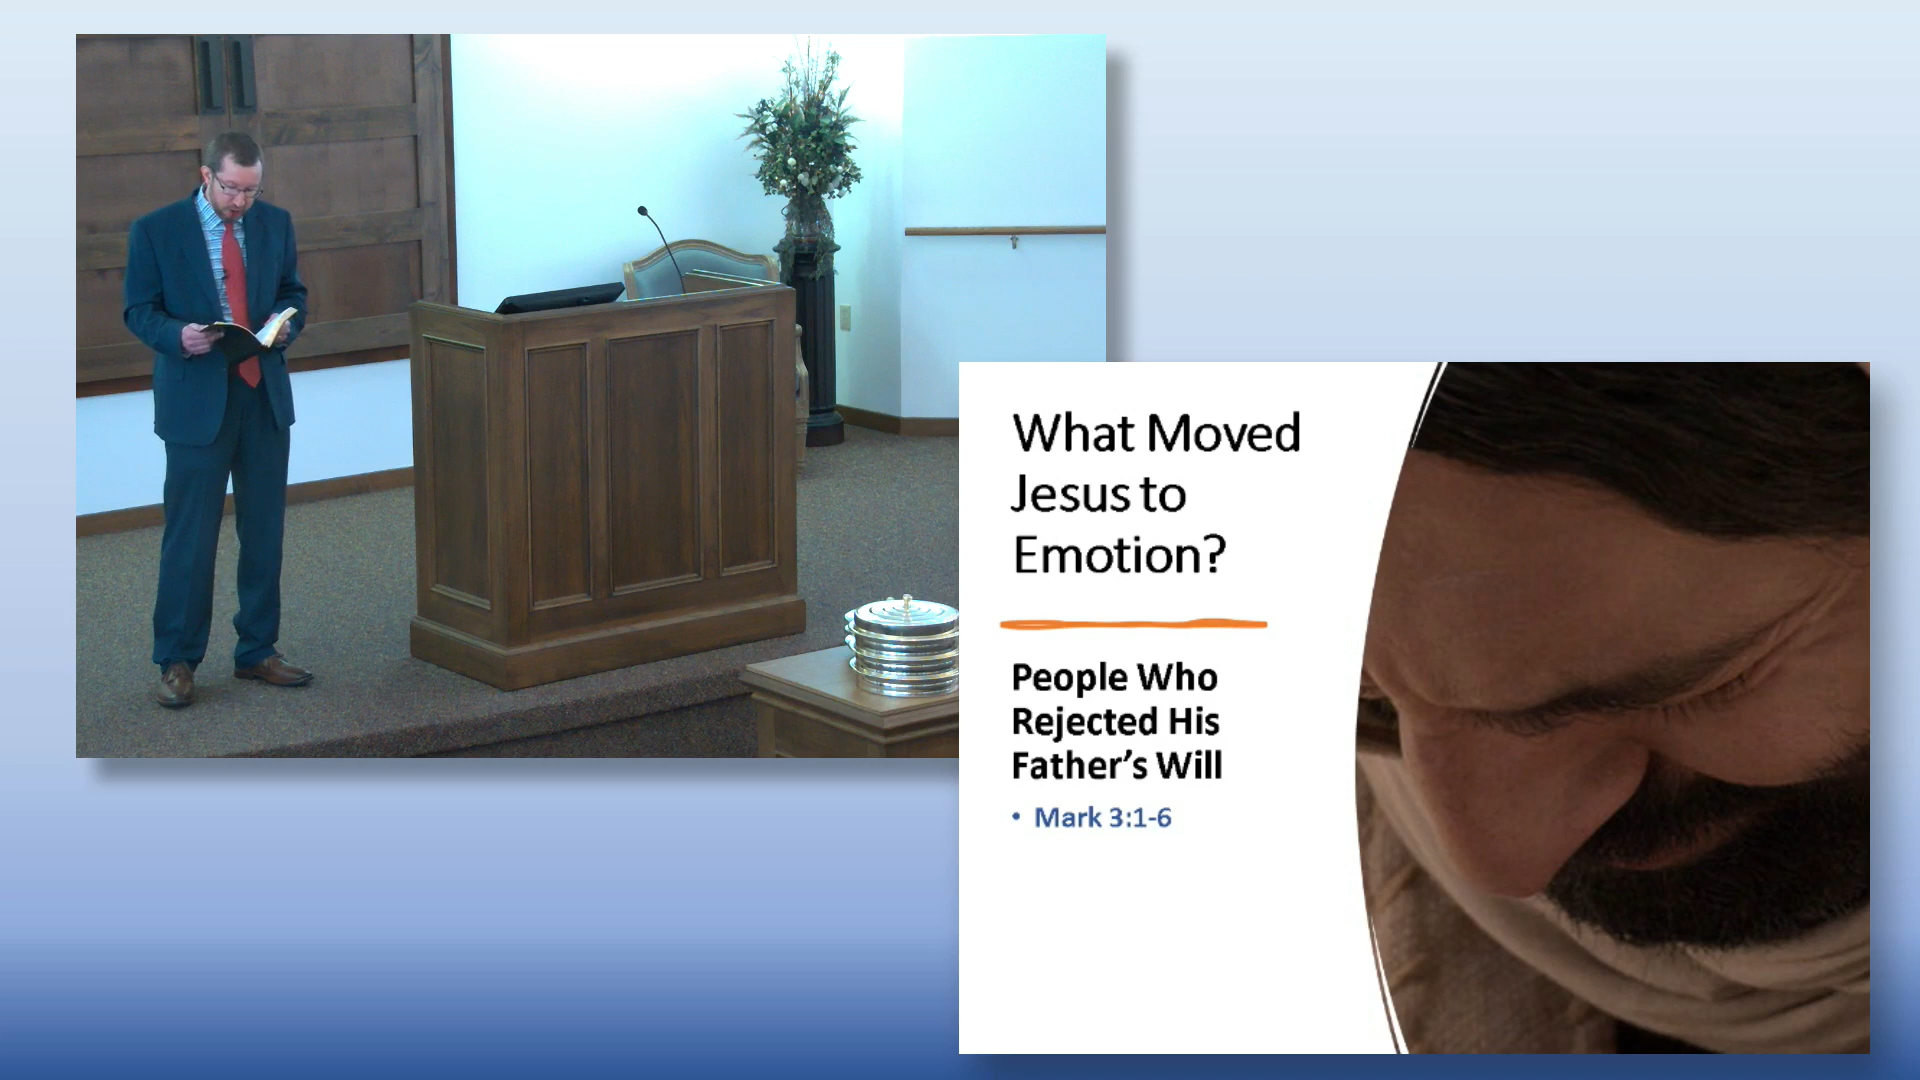 What Moved
Jesus to
Emotion?
People Who
Rejected His
Father’s Will
• Mark 3:1-6